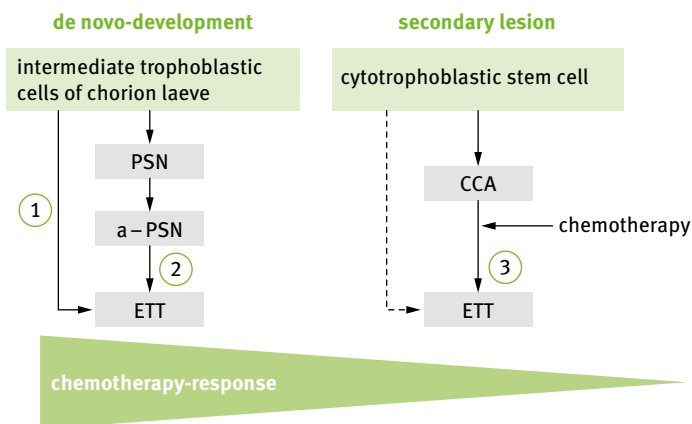 de novo-development
intermediate trophoblastic
cells of chorion laeve
PSN
1
a – PSN
2
ETT
secondary lesion
cytotrophoblastic stem cell
CCA
chemotherapy
3
ETT
chemotherapy-response